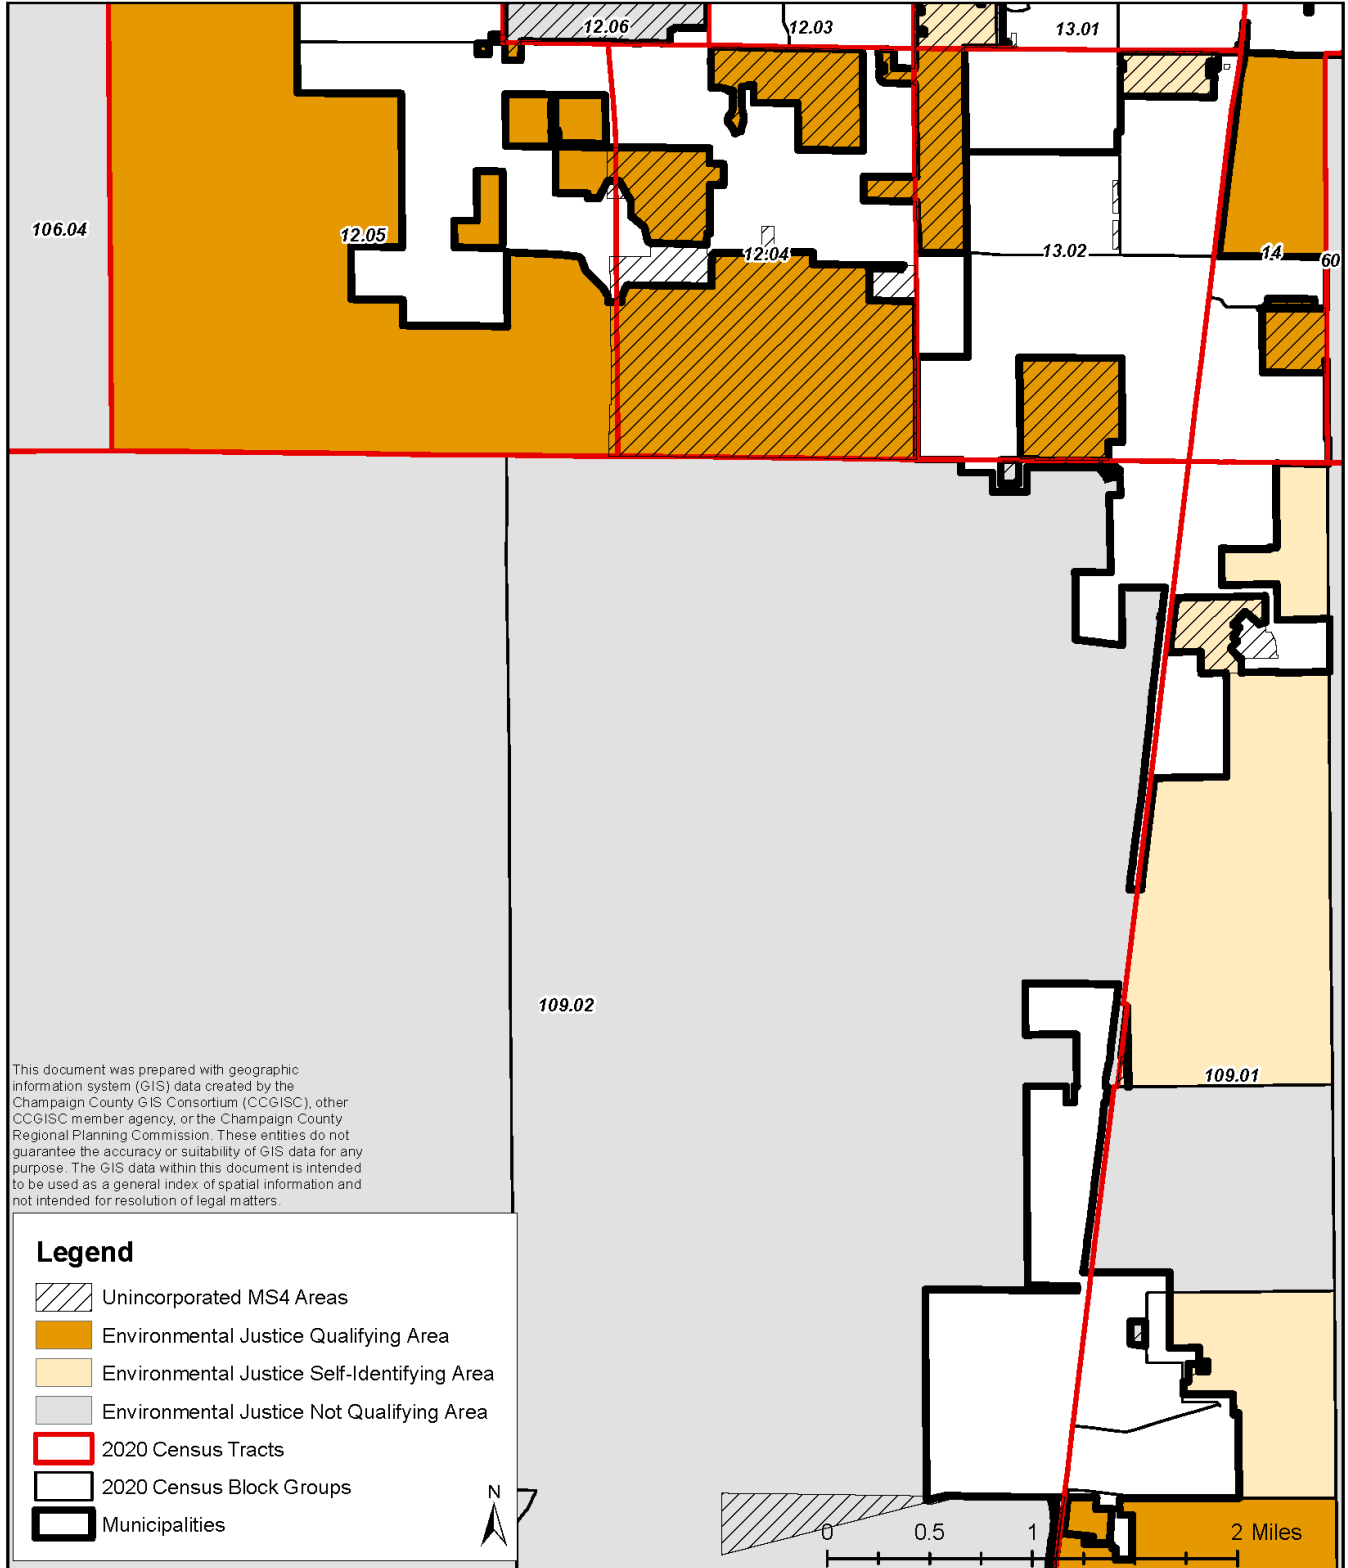 12.06
12.03
13.01
106.04
12.05
12.04
13.02
14
60
109.02
109.01
This document was prepared with geographic
information system (GIS) data created by the
Champaign County GIS Consortium (CCGISC), other
CCGISC member agency, or the Champaign County
Regional Planning Commission. These entities do not
guarantee the accuracy or suitability of GIS data for any
purpose. The GIS data within this document is intended
to be used as a general index of spatial information and
not intended for resolution of legal matters.
Legend
Unincorporated MS4 Areas
Environmental Justice Qualifying Area
Environmental Justice Self-Identifying Area
Environmental Justice Not Qualifying Area
2020 Census Tracts
2020 Census Block Groups
Municipalities
N
0 0.5 1 2 Miles